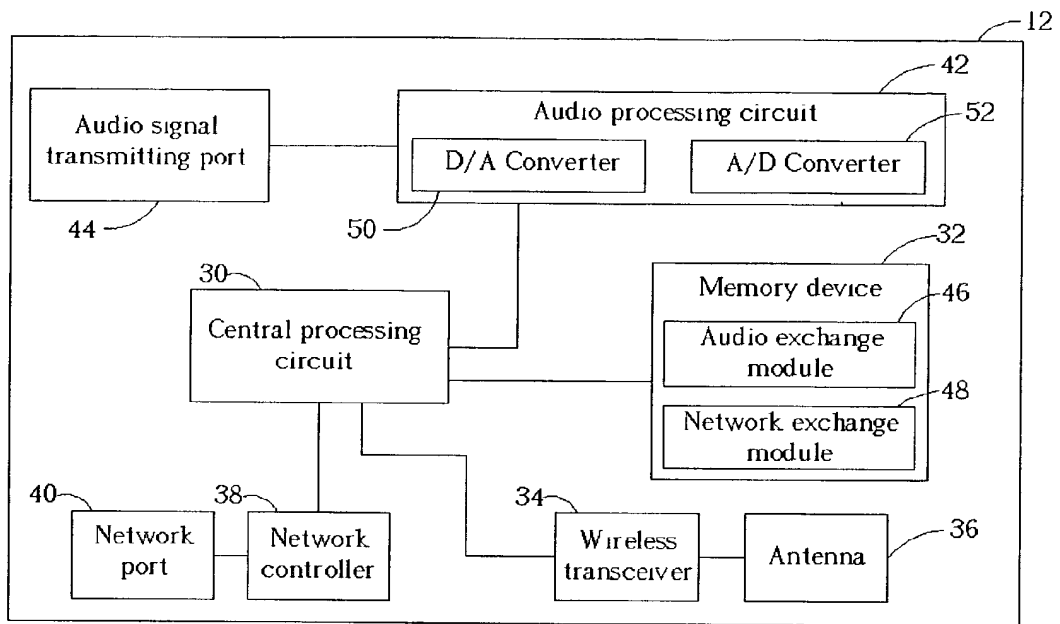 12
42
Audio processing circuit
52
Audio signal
transmitting port
D/A Converter
A/D Converter
44
50
32
30
Memory device
46
Central processing
circuit
Audio exchange
module
48
Network exchange
module
40
38
34
36
Network
port
Network
controller
Wireless
transceiver
Antenna